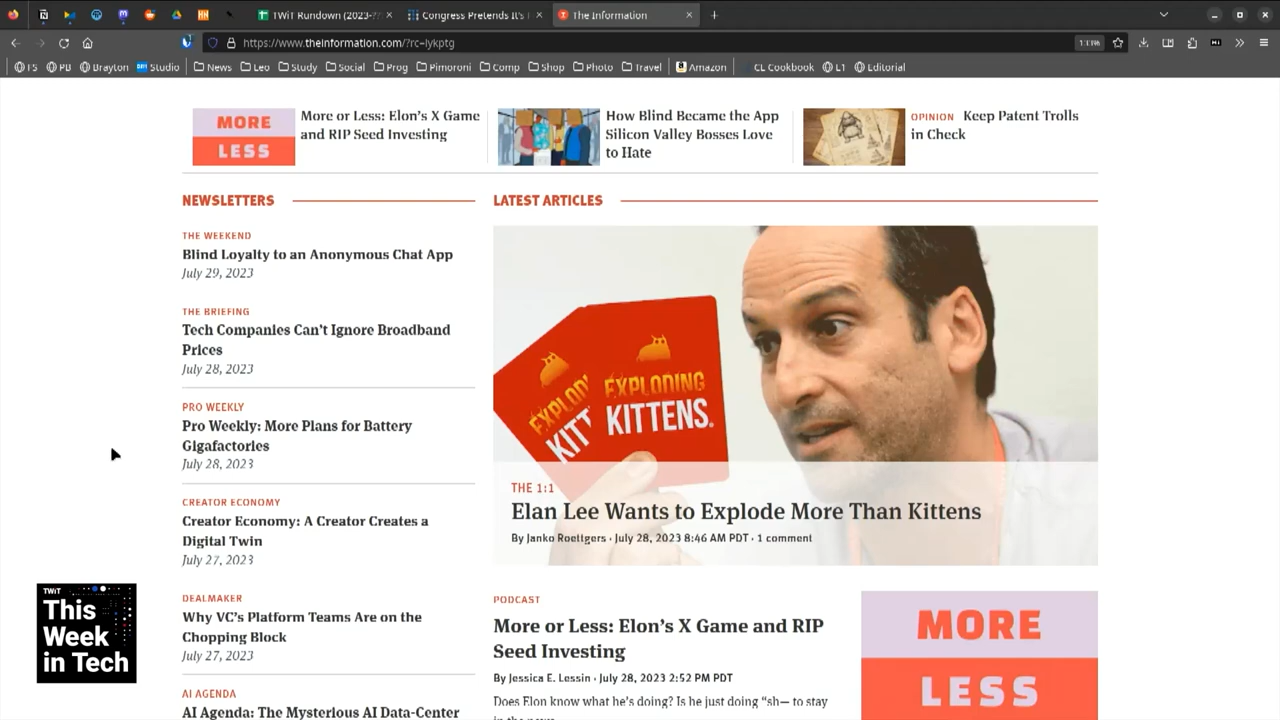 TWiT Rundown (2023-
Congress Pretends It's
The Information
https://www.theinformation.com/?rc=lykptg
133%
FS
PB
Brayton
Studio
News
Leo
Study
Social
Prog
Pimoroni
Comp
Shop
Photo
Travel
Amazon
CL Cookbook
L1
Editorial
MORE
LESS
More or Less: Elon's X Game
and RIP Seed Investing
How Blind Became the App
Silicon Valley Bosses Love
to Hate
OPINION Keep Patent Trolls
in Check
NEWSLETTERS
THE WEEKEND
Blind Loyalty to an Anonymous Chat App
July 29, 2023
THE BRIEFING
Tech Companies Can't Ignore Broadband
Prices
July 28, 2023
PRO WEEKLY
Pro Weekly: More Plans for Battery
Gigafactories
July 28, 2023
CREATOR ECONOMY
Creator Economy: A Creator Creates a
Digital Twin
July 27, 2023
DEALMAKER
Why VC's Platform Teams Are on the
Chopping Block
July 27, 2023
AI AGENDA
AI Agenda: The Mysterious AI Data-Center
LATEST ARTICLES
EXPLODING
KITTENS.
THE 1:1
Elan Lee Wants to Explode More Than Kittens
By Janko Roettgers · July 28, 2023 8:46 AM PDT · 1 comment
PODCAST
More or Less: Elon's X Game and RIP
Seed Investing
By Jessica E. Lessin · July 28, 2023 2:52 PM PDT
Does Elon know what he's doing? Is he just doing "sh— to stay
MORE
LESS
TWiT
This
Week
in Tech